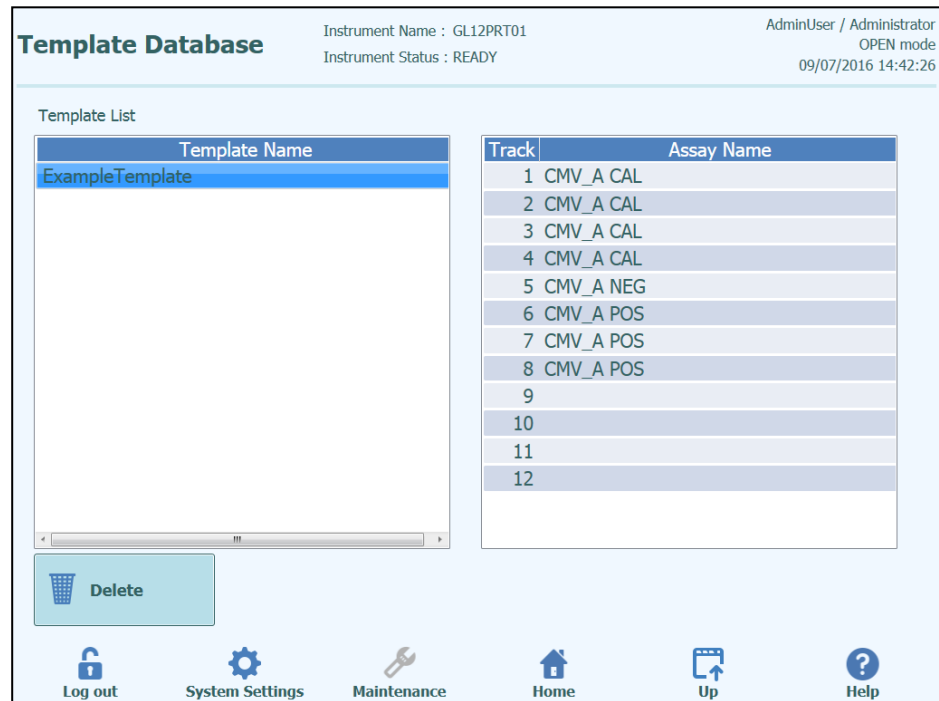 Template Database
Instrument Name : GL12PRT01
Instrument Status : READY
AdminUser / Administrator
OPEN mode
09/07/2016 14:42:26
Template List
Template Name
ExampleTemplate
Track Assay Name
1 CMV_A CAL
2 CMV_A CAL
3 CMV_A CAL
4 CMV_A CAL
5 CMV_A NEG
6 CMV_A POS
7 CMV_A POS
8 CMV_A POS
9
10
11
12
Delete
Log out System Settings Maintenance Home Up Help